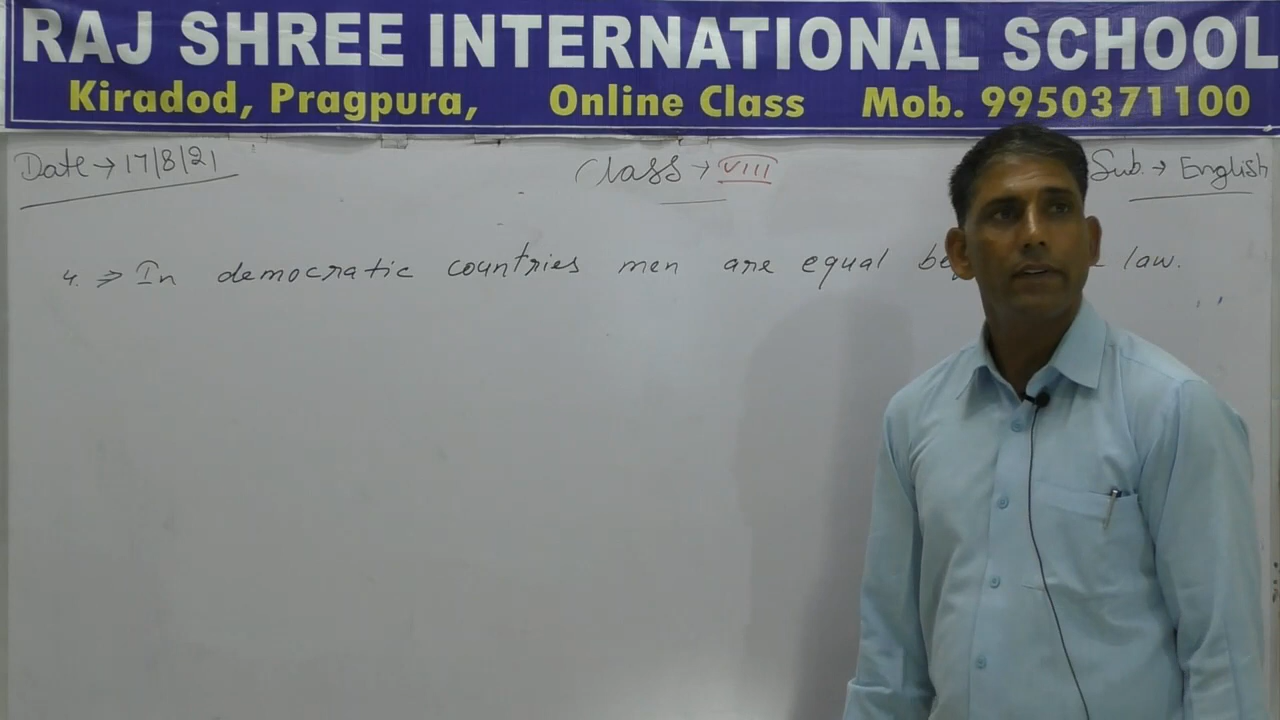 RAJ SHREE INTERNATIONAL SCHOOL
Kiradod, Pragpura, Online Class Mob. 9950371100
Date → 17/8/21 Class → VIII Sub. → English
4. ⇒ In democratic countries men are equal law.